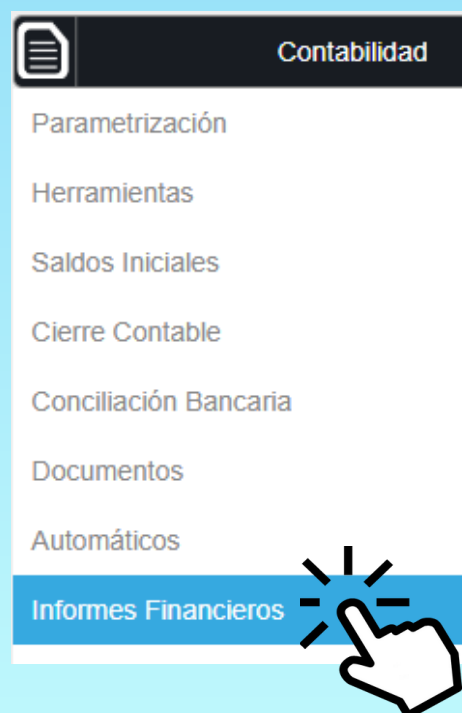 Contabilidad
Parametrización
Herramientas
Saldos Iniciales
Cierre Contable
Conciliación Bancaria
Documentos
Automáticos
Informes Financieros